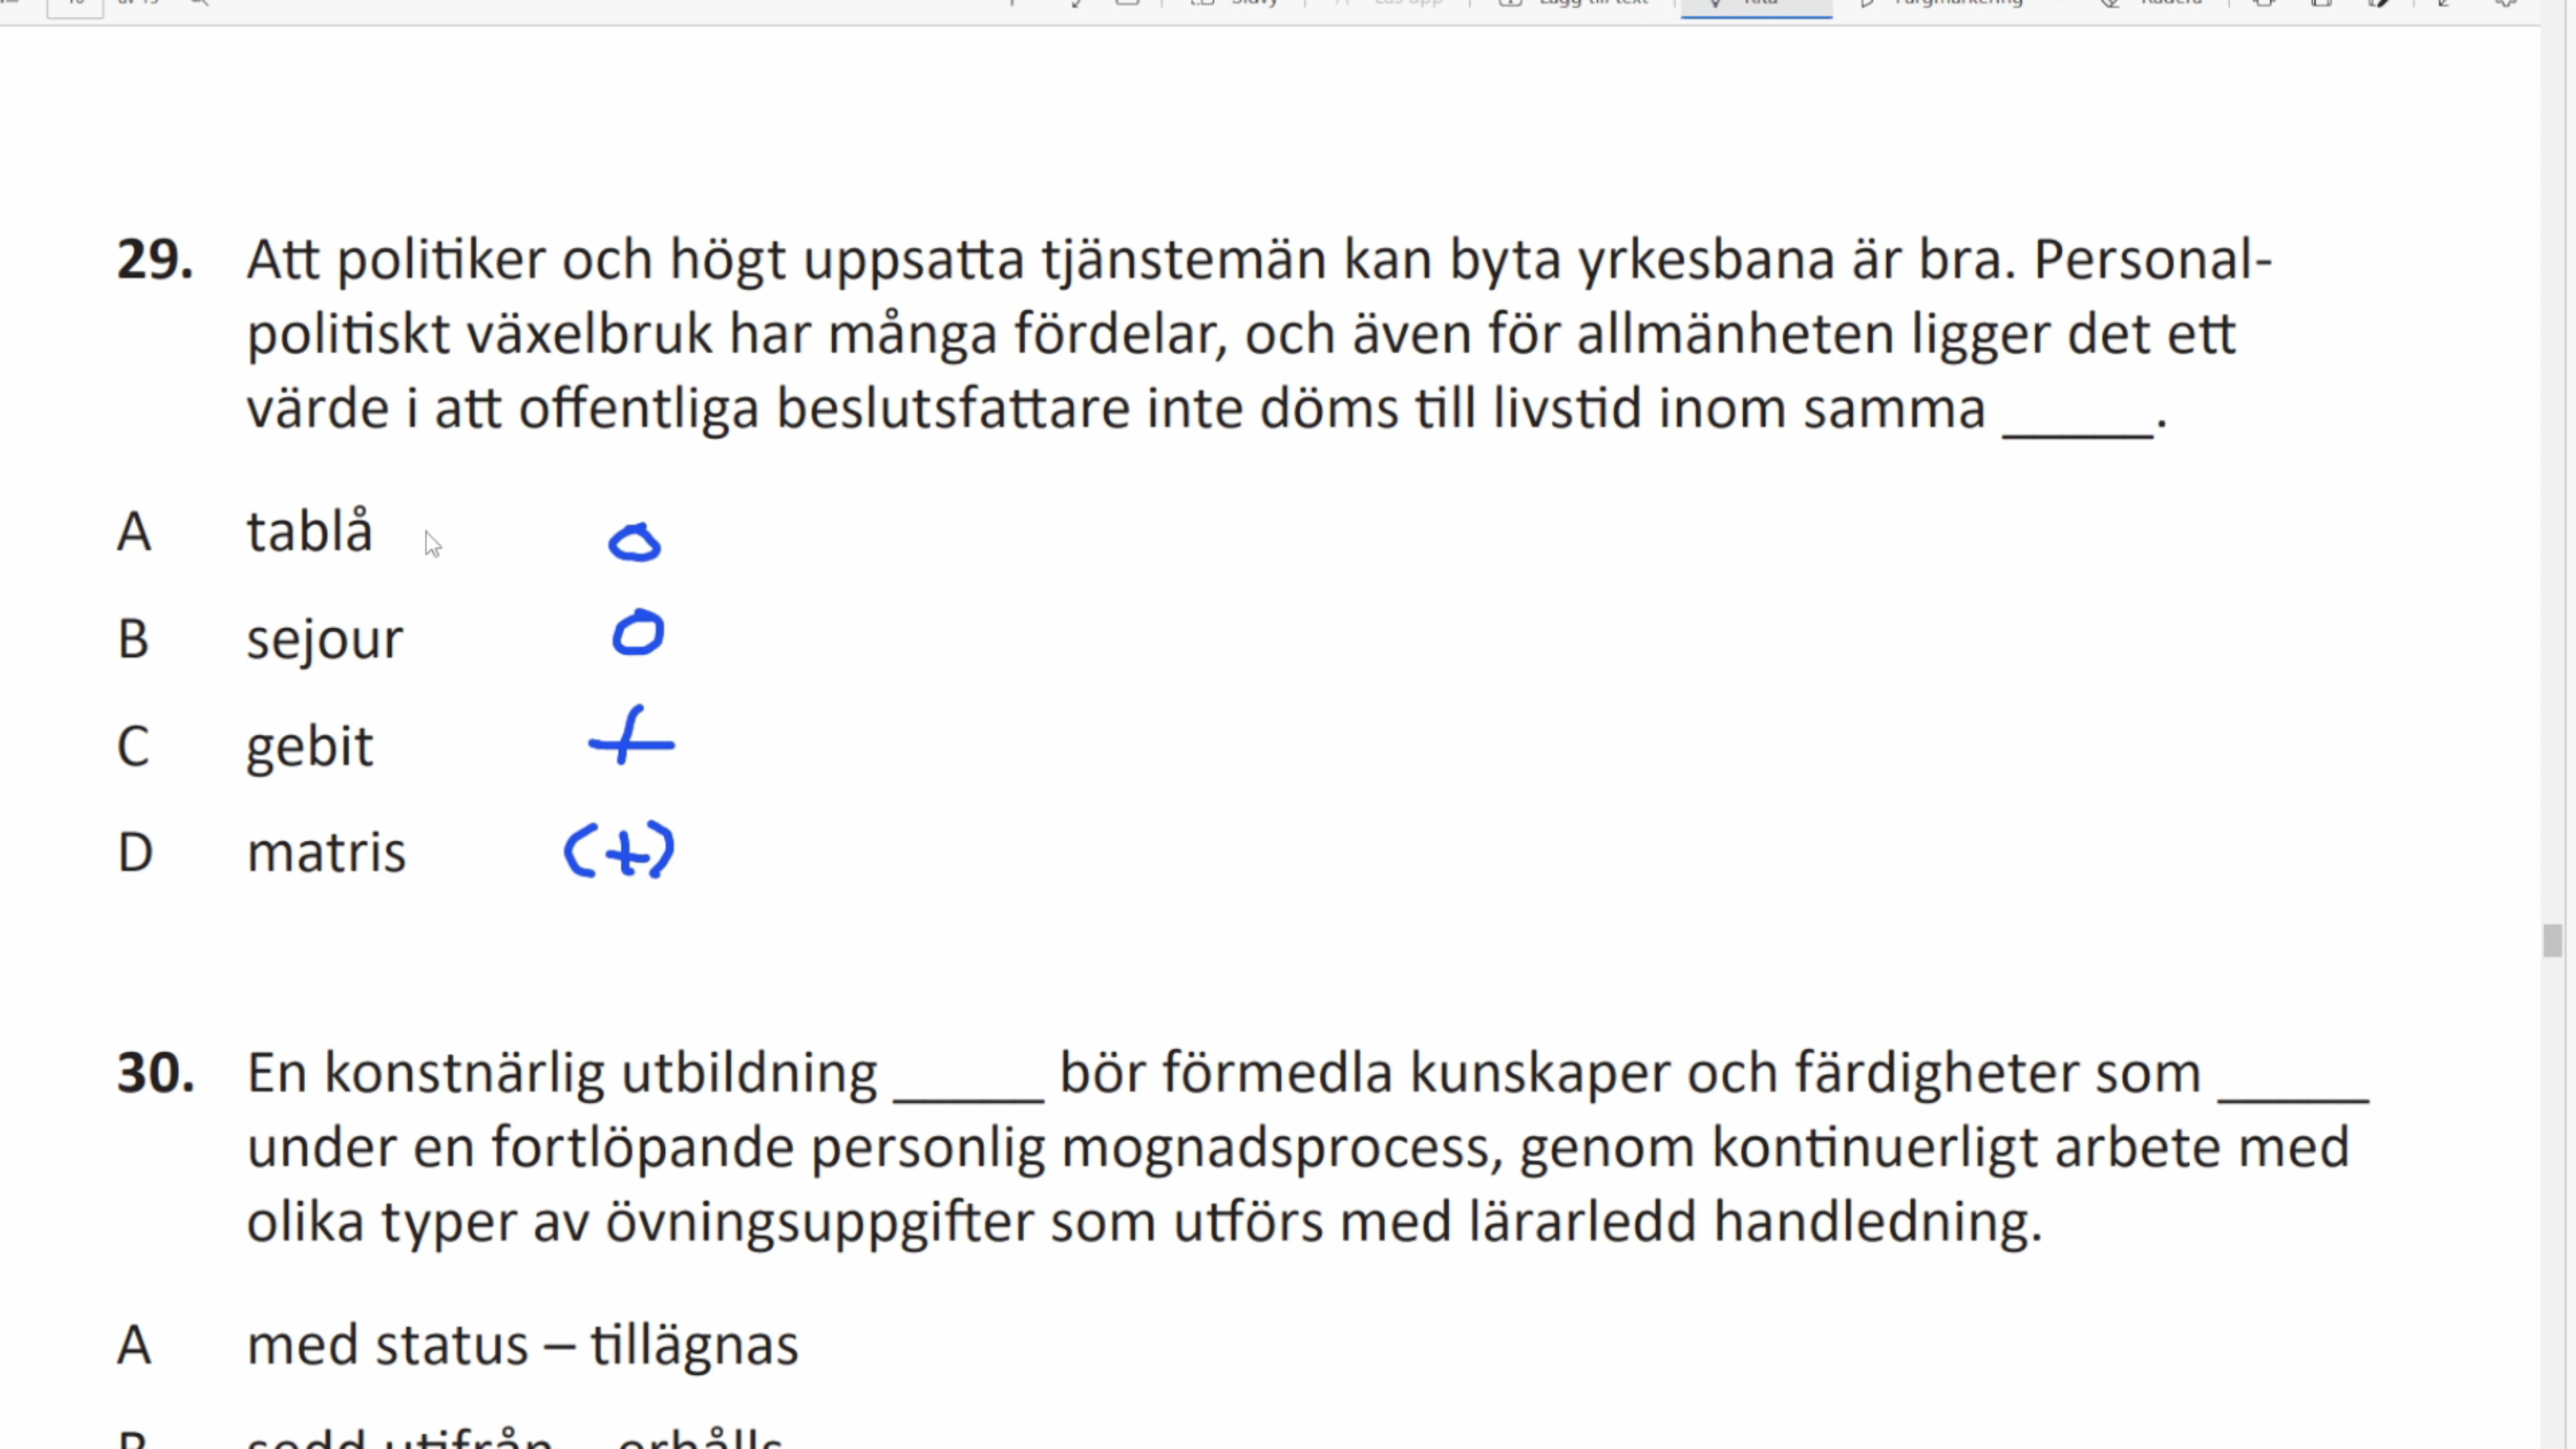 29. Att politiker och högt uppsatta tjänstemän kan byta yrkesbana är bra. Personal-
politiskt växelbruk har många fördelar, och även för allmänheten ligger det ett
värde i att offentliga beslutsfattare inte döms till livstid inom samma _____.
A tablå o
B sejour o
C gebit +
D matris (+)
30. En konstnärlig utbildning _____ bör förmedla kunskaper och färdigheter som _____
under en fortlöpande personlig mognadsprocess, genom kontinuerligt arbete med
olika typer av övningsuppgifter som utförs med lärarledd handledning.
A med status – tillägnas
B sedd utifrån – erhålls